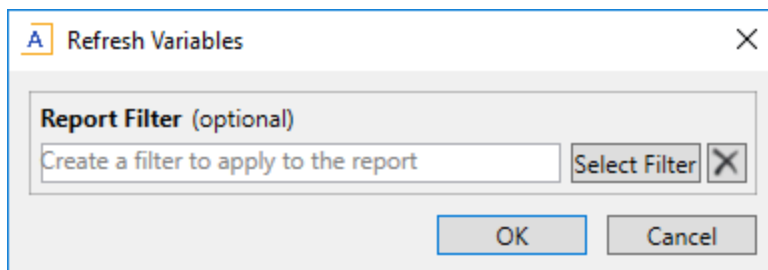 A Refresh Variables
Report Filter (optional)
Create a filter to apply to the report Select Filter
OK Cancel